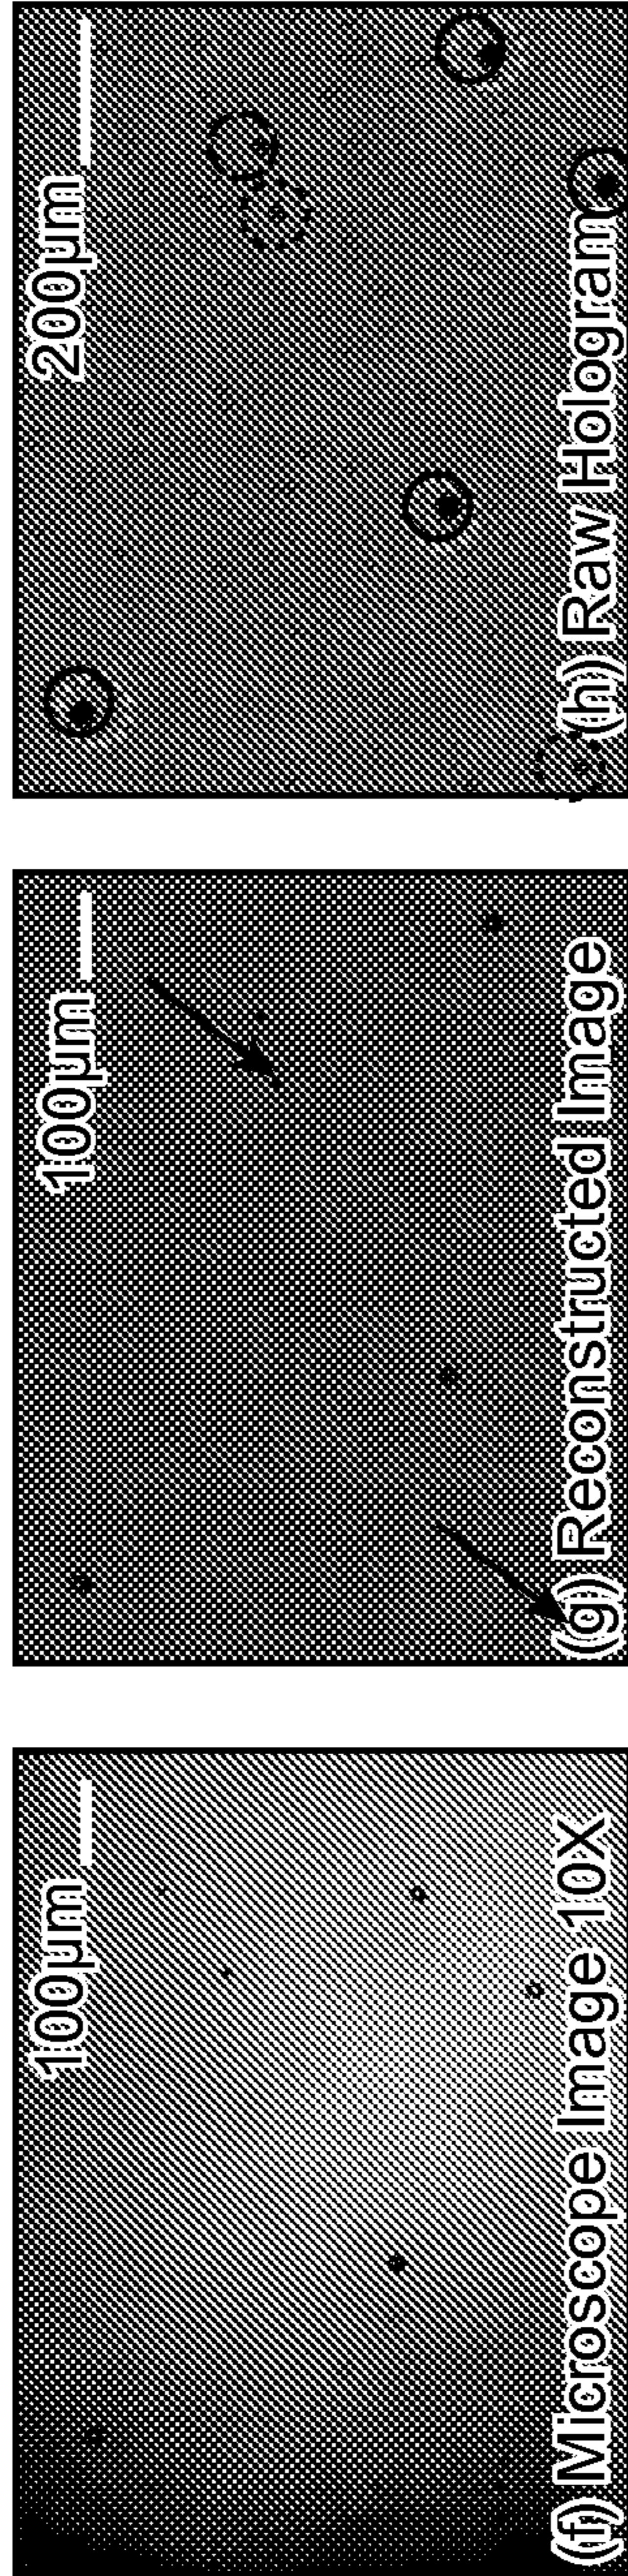 100µm
(f) Microscope Image 10X
100µm
(g) Reconstructed Image
200µm
(h) Raw Hologram